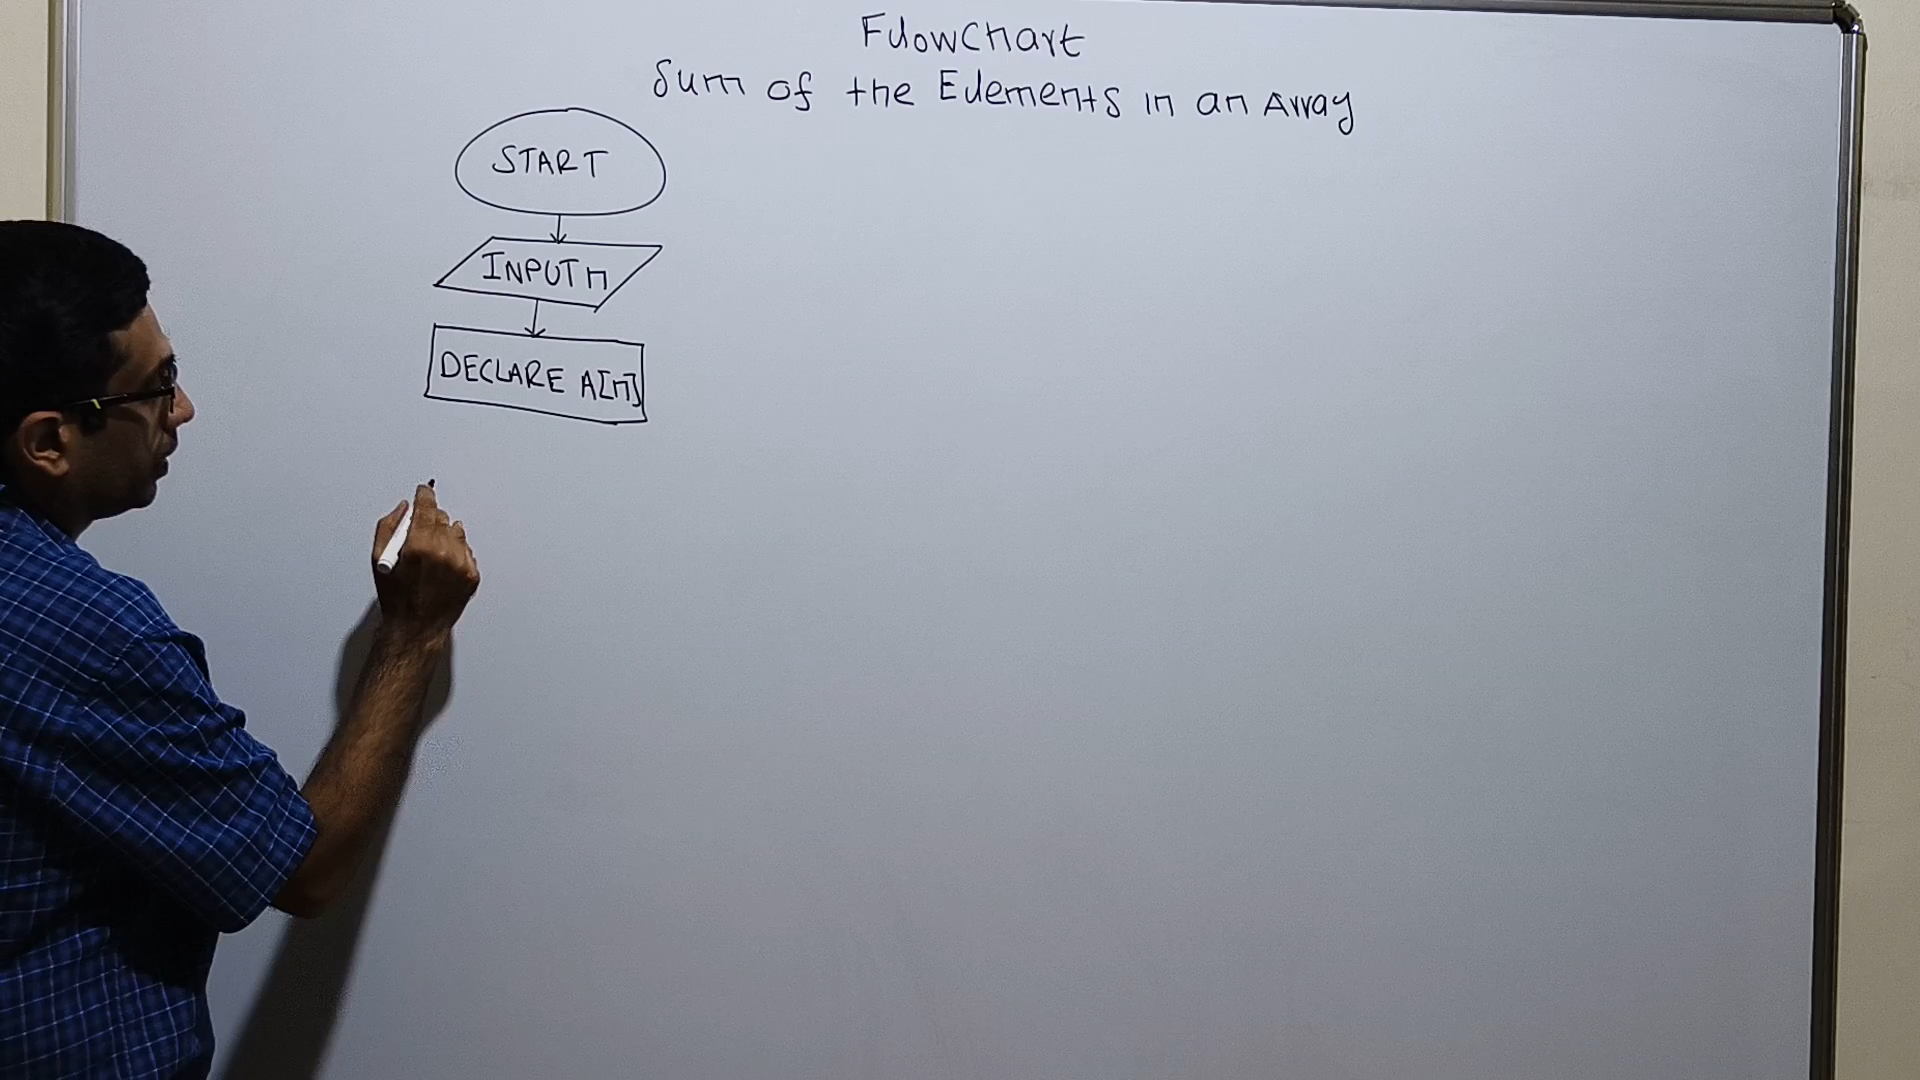 FlowChart
Sum of the Elements in an Array
START
INPUT n
DECLARE A[n]